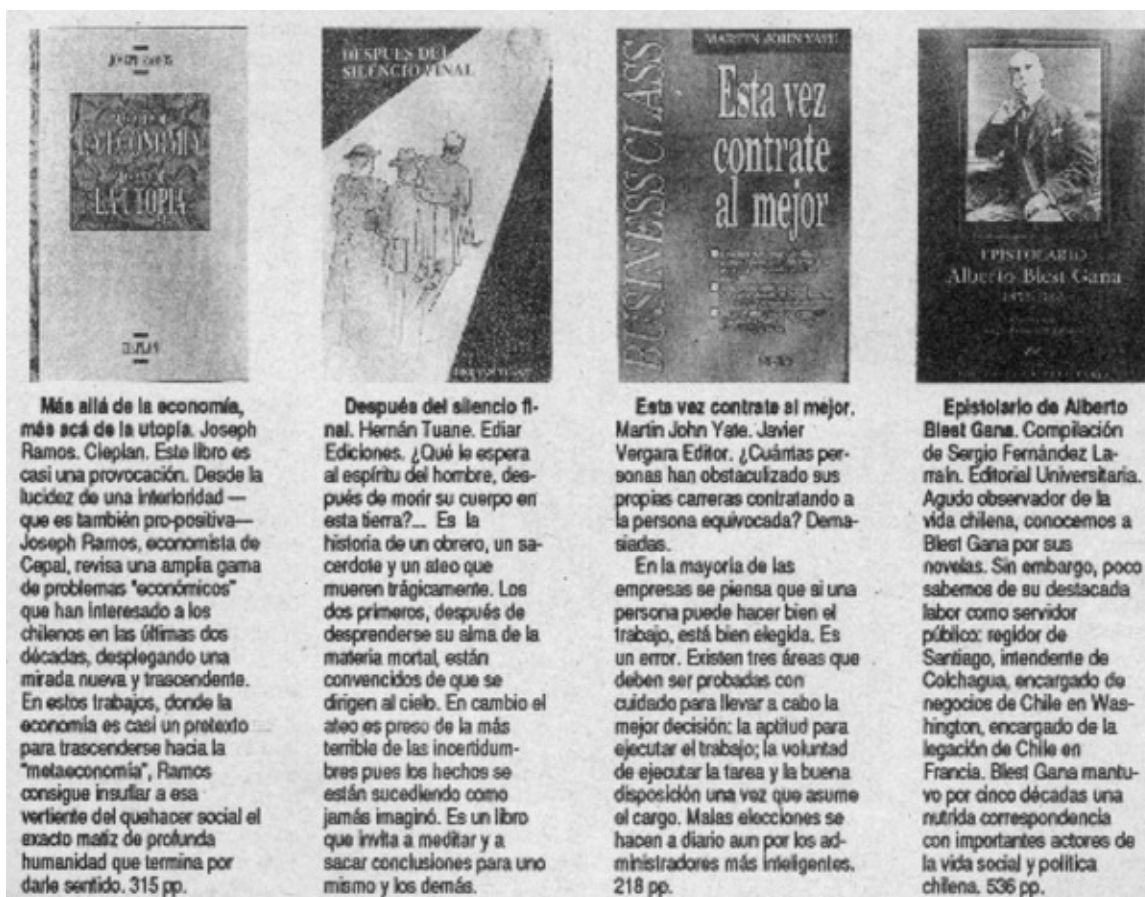 DESPUES DEL
SILENCIO FINAL
MARTIN JOHN YATE
BUSINESS CLASS
Esta vez
contrate
al mejor
EPISTOLARIO
Alberto Blest Gana
LA ECONOMIA
LA UTOPIA
Más allá de la economía,
más acá de la utopía. Joseph
Ramos. Cieplan. Este libro es
casi una provocación. Desde la
lucidez de una interioridad —
que es también pro-positiva—
Joseph Ramos, economista de
Cepal, revisa una amplia gama
de problemas "económicos"
que han interesado a los
chilenos en las últimas dos
décadas, desplegando una
mirada nueva y trascendente.
En estos trabajos, donde la
economía es casi un pretexto
para trascenderse hacia la
"metaeconomía", Ramos
consigue insuflar a esa
vertiente del quehacer social el
exacto matiz de profunda
humanidad que termina por
darle sentido. 315 pp.
Después del silencio fi-
nal. Hernán Tuane. Ediar
Ediciones. ¿Qué le espera
al espíritu del hombre, des-
pués de morir su cuerpo en
esta tierra?... Es la
historia de un obrero, un sa-
cerdote y un ateo que
mueren trágicamente. Los
dos primeros, después de
desprenderse su alma de la
materia mortal, están
convencidos de que se
dirigen al cielo. En cambio el
ateo es preso de la más
terrible de las incertidum-
bres pues los hechos se
están sucediendo como
jamás imaginó. Es un libro
que invita a meditar y a
sacar conclusiones para uno
mismo y los demás.
Esta vez contrate al mejor.
Martin John Yate. Javier
Vergara Editor. ¿Cuántas per-
sonas han obstaculizado sus
propias carreras contratando a
la persona equivocada? Dema-
siadas.
En la mayoría de las
empresas se piensa que si una
persona puede hacer bien el
trabajo, está bien elegida. Es
un error. Existen tres áreas que
deben ser probadas con
cuidado para llevar a cabo la
mejor decisión: la aptitud para
ejecutar el trabajo; la voluntad
de ejecutar la tarea y la buena
disposición una vez que asume
el cargo. Malas elecciones se
hacen a diario aun por los ad-
ministradores más inteligentes.
218 pp.
Epistolario de Alberto
Blest Gana. Compilación
de Sergio Fernández La-
rraín. Editorial Universitaria.
Agudo observador de la
vida chilena, conocemos a
Blest Gana por sus
novelas. Sin embargo, poco
sabemos de su destacada
labor como servidor
público: regidor de
Santiago, intendente de
Colchagua, encargado de
negocios de Chile en Was-
hington, encargado de la
legación de Chile en
Francia. Blest Gana mantu-
vo por cinco décadas una
nutrida correspondencia
con importantes actores de
la vida social y política
chilena. 536 pp.